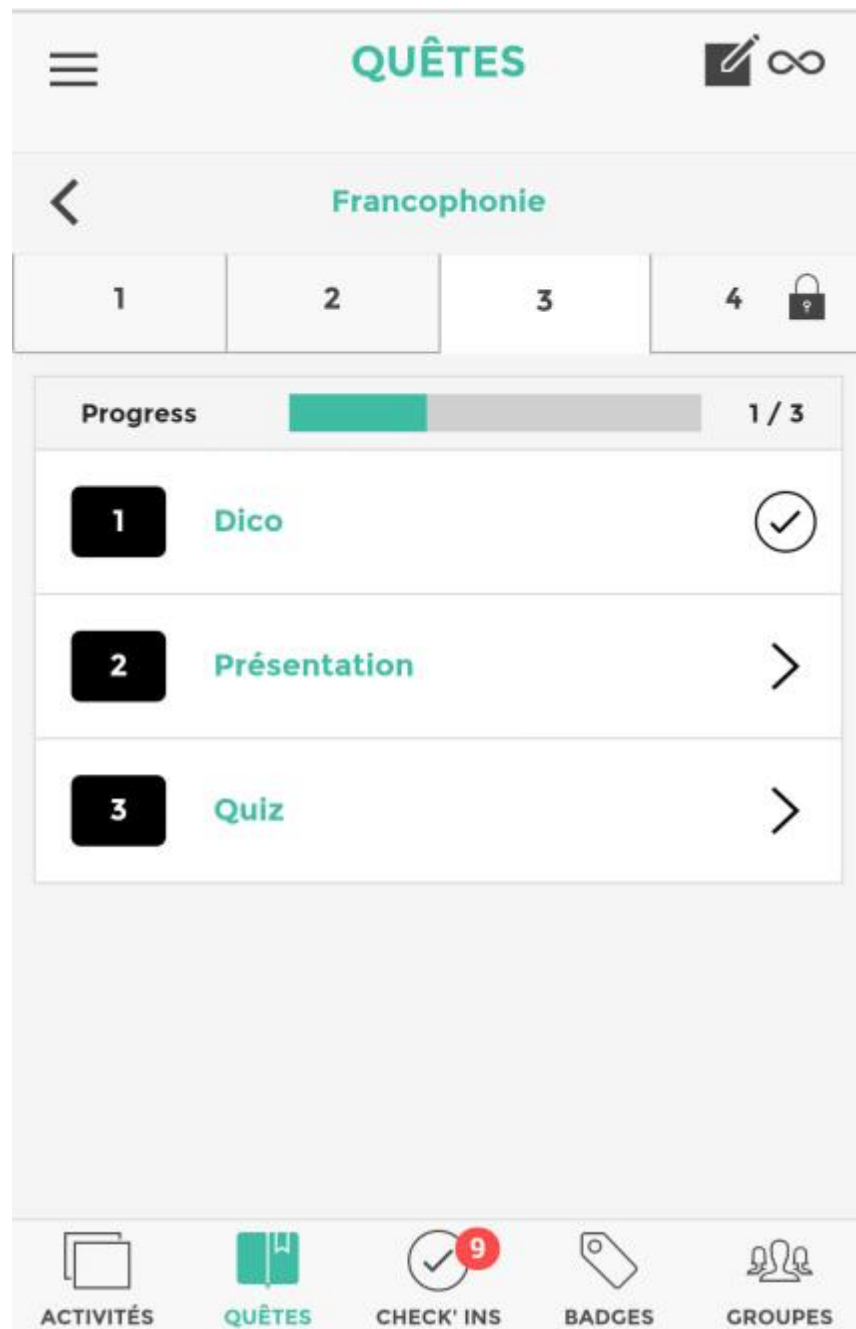 QUÊTES
Francophonie
1 2 3 4
Progress 1 / 3
1 Dico
2 Présentation
3 Quiz
9
ACTIVITÉS QUÊTES CHECK' INS BADGES GROUPES